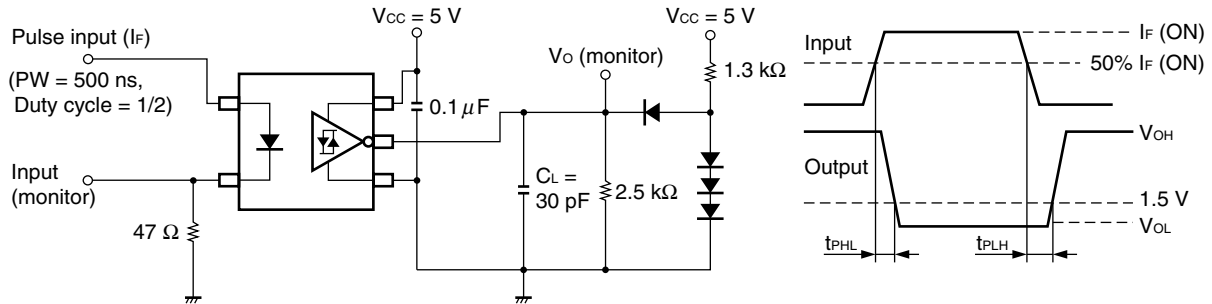 Pulse input (IF)
(PW = 500 ns,
Duty cycle = 1/2)
Input
(monitor)
47 Ω
VCC = 5 V
0.1 μF
VO (monitor)
CL =
30 pF
2.5 kΩ
VCC = 5 V
1.3 kΩ
Input
IF (ON)
50% IF (ON)
Output
VOH
1.5 V
VOL
tPHL
tPLH